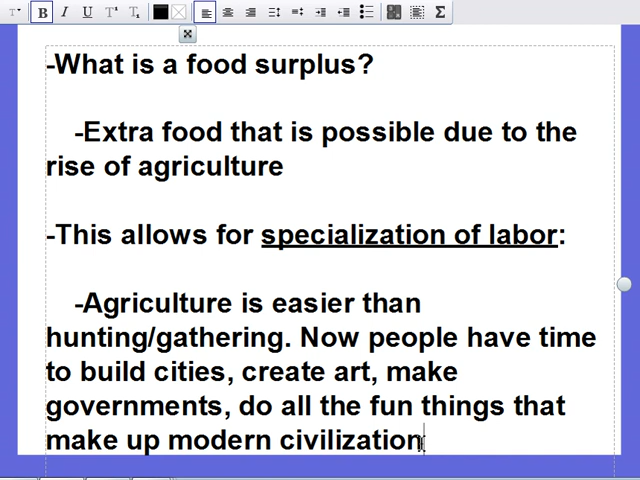 -What is a food surplus?
-Extra food that is possible due to the
rise of agriculture
-This allows for specialization of labor:
-Agriculture is easier than
hunting/gathering. Now people have time
to build cities, create art, make
governments, do all the fun things that
make up modern civilization